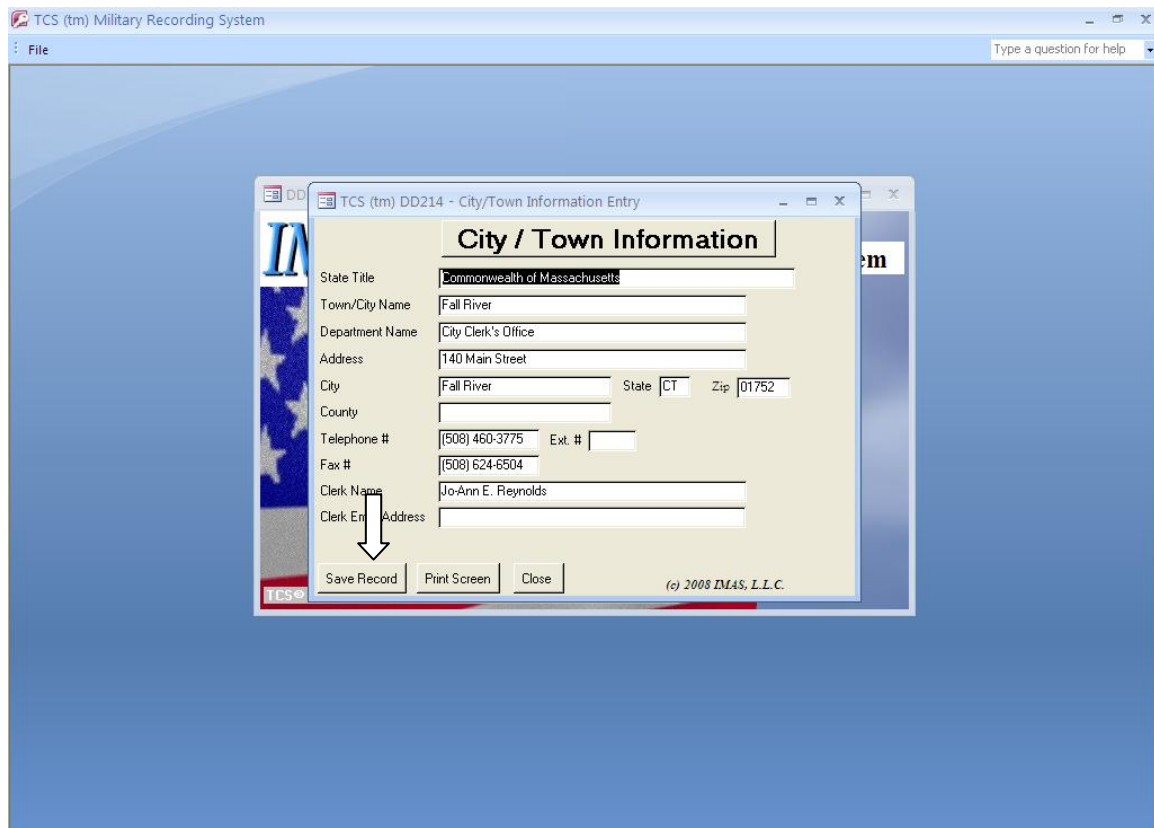 TCS (tm) Military Recording System
File
Type a question for help
DD
TCS (tm) DD214 - City/Town Information Entry
City / Town Information
em
State Title Commonwealth of Massachusetts
Town/City Name Fall River
Department Name City Clerk's Office
Address 140 Main Street
City Fall River State CT Zip 01752
County
Telephone # (508) 460-3775 Ext. #
Fax # (508) 624-6504
Clerk Name Jo-Ann E. Reynolds
Clerk Address
Save Record Print Screen Close (c) 2008 IMAS, L.L.C.
TCS®